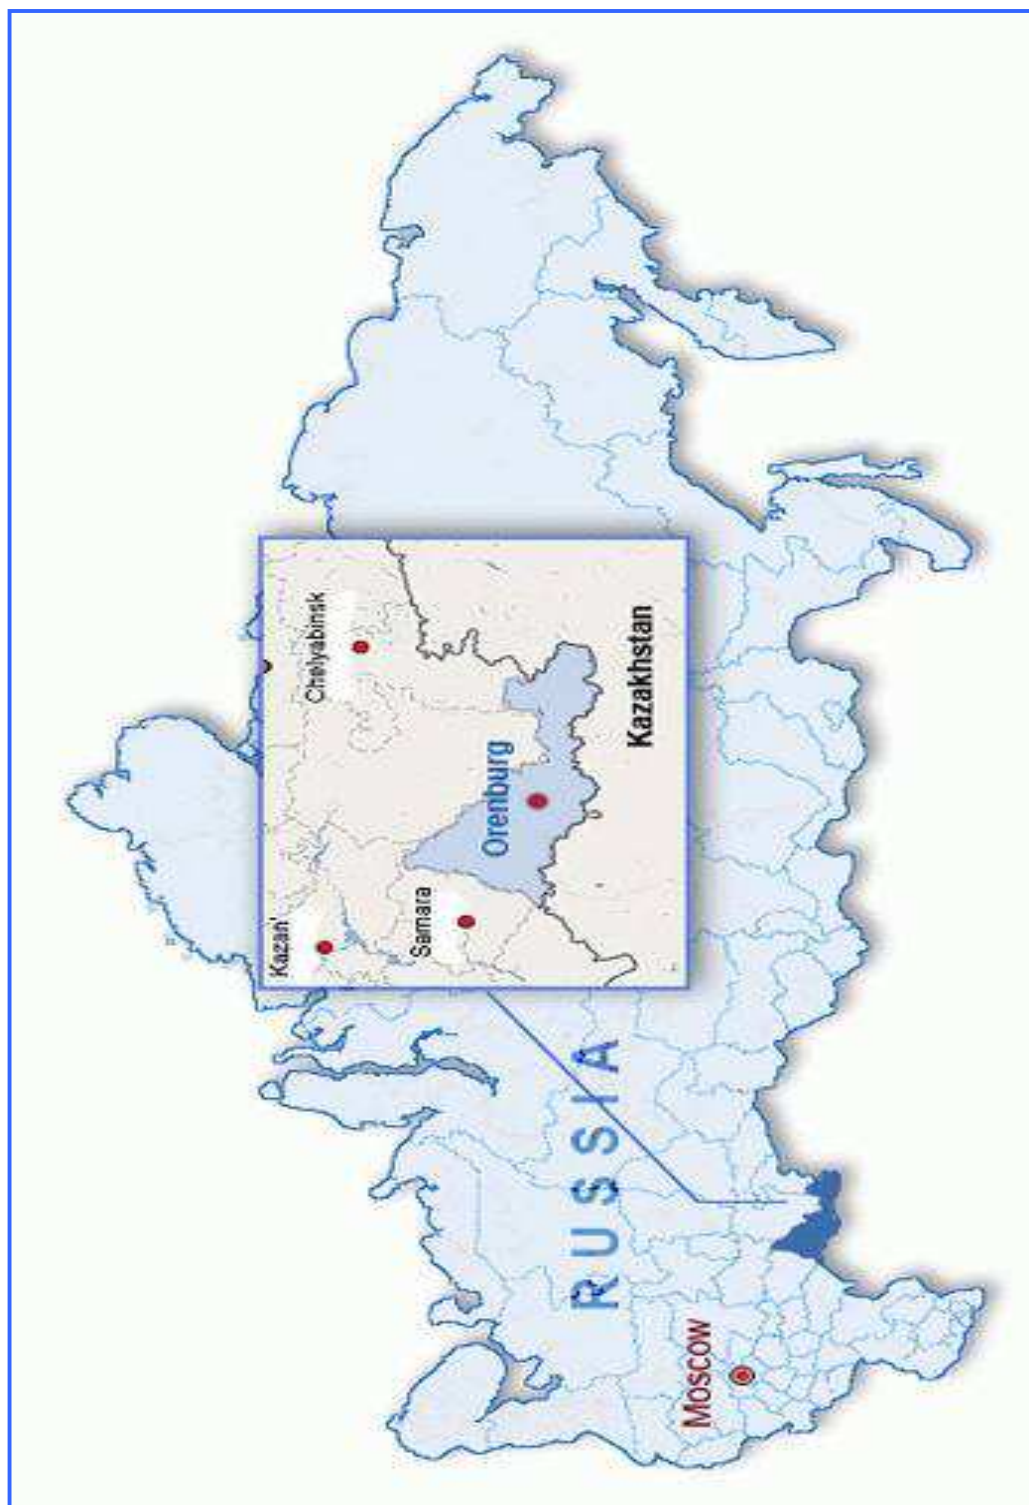 Kazan'
Chelyabinsk
Samara
Orenburg
Kazakhstan
RUSSIA
Moscow